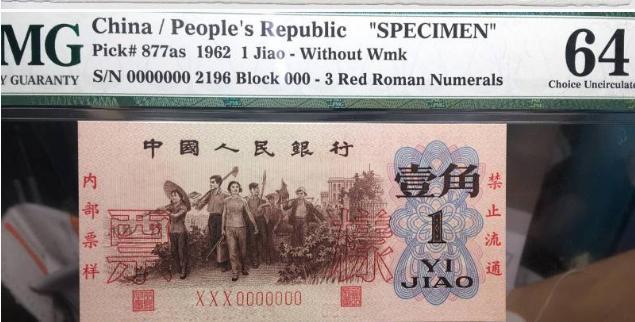 MG
Y GUARANTY
China / People's Republic "SPECIMEN"
Pick# 877as 1962 1 Jiao - Without Wmk
S/N 0000000 2196 Block 000 - 3 Red Roman Numerals
64
Choice Uncirculate
中國人民銀行
内部票样
壹角
1
YI
JIAO
禁止流通
票樣
XXX0000000